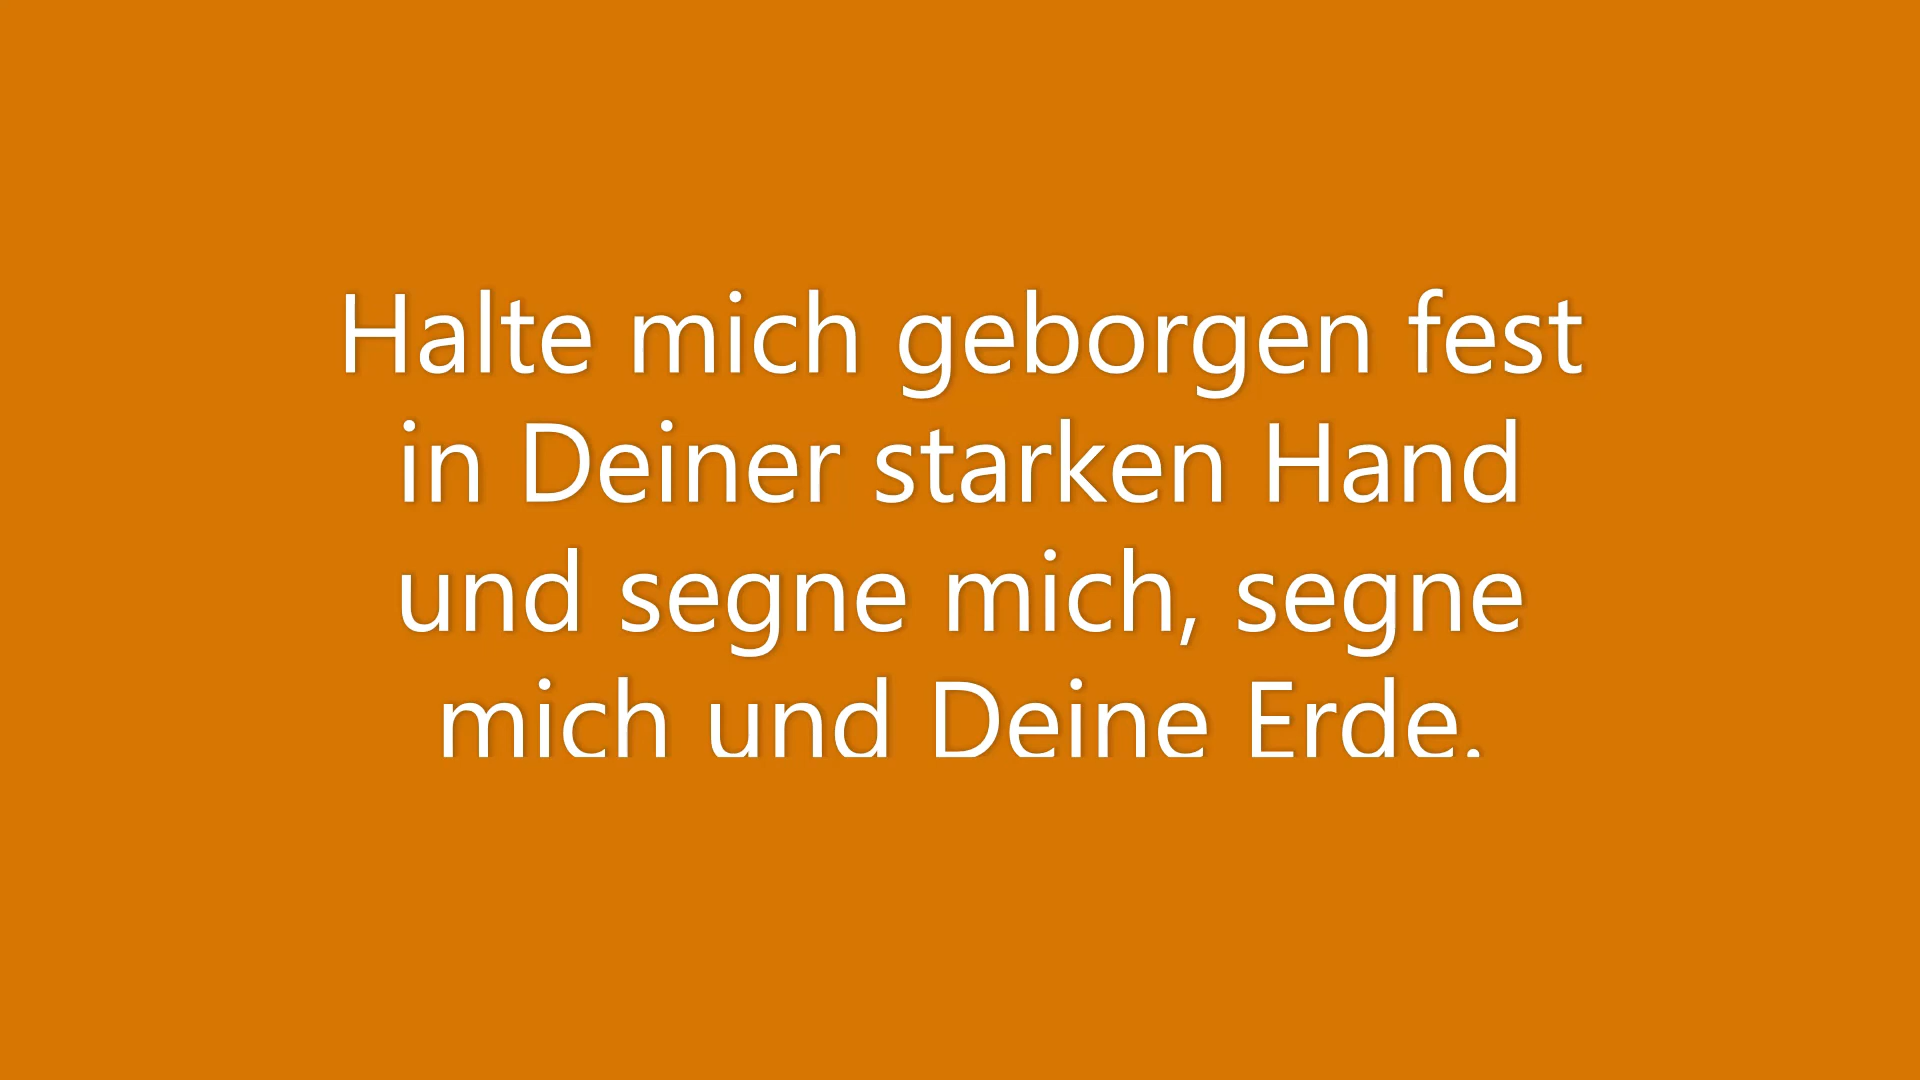 Halte mich geborgen fest
in Deiner starken Hand
und segne mich, segne
mich und Deine Erde.